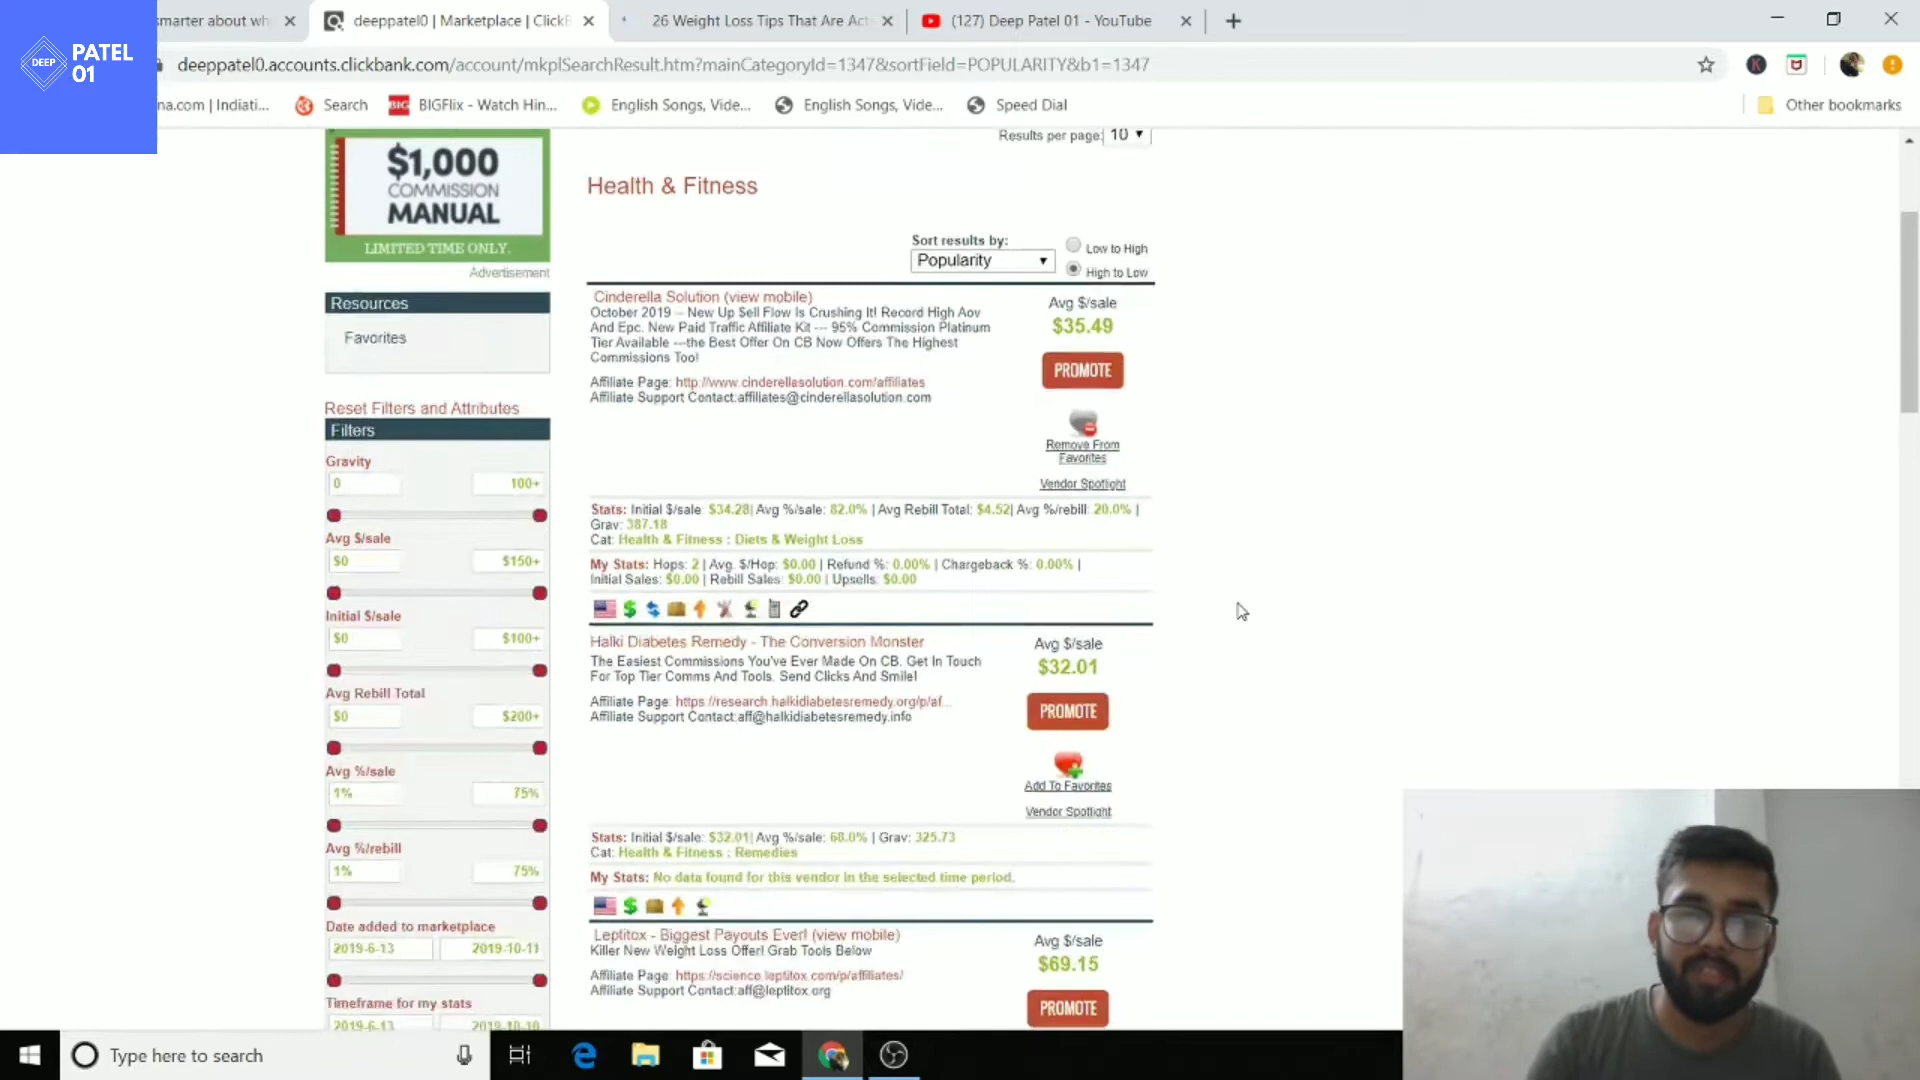 DEEP
PATEL
01
smarter about wh
deeppatel0 | Marketplace | Click
26 Weight Loss Tips That Are Act
(127) Deep Patel 01 - YouTube
deeppatel0.accounts.clickbank.com/account/mkplSearchResult.htm?mainCategoryId=1347&sortField=POPULARITY&b1=1347
na.com | Indiati...
Search
BIG
BIGFlix - Watch Hin...
English Songs, Vide...
English Songs, Vide...
Speed Dial
Other bookmarks
$1,000
COMMISSION
MANUAL
LIMITED TIME ONLY.
Advertisement
Resources
Favorites
Reset Filters and Attributes
Filters
Gravity
0 100+
Avg $/sale
$0 $150+
Initial $/sale
$0 $100+
Avg Rebill Total
$0 $200+
Avg %/sale
1% 75%
Avg %/rebill
1% 75%
Date added to marketplace
2019-6-13 2019-10-11
Timeframe for my stats
2019-6-13 2019-10-10
Results per page: 10
Health & Fitness
Sort results by:
Popularity
Low to High
High to Low
Cinderella Solution (view mobile)
October 2019 -- New Up $ell Flow Is Crushing It! Record High Aov
And Epc. New Paid Traffic Affiliate Kit --- 95% Commission Platinum
Tier Available ---the Best Offer On CB Now Offers The Highest
Commissions Too!
Affiliate Page: http://www.cinderellasolution.com/affiliates
Affiliate Support Contact:affiliates@cinderellasolution.com
Avg $/sale
$35.49
PROMOTE
Remove From
Favorites
Vendor Spotlight
Stats: Initial $/sale: $34.28| Avg %/sale: 82.0% | Avg Rebill Total: $4.52| Avg %/rebill: 20.0% |
Grav: 387.18
Cat: Health & Fitness : Diets & Weight Loss
My Stats: Hops: 2 | Avg. $/Hop: $0.00 | Refund %: 0.00% | Chargeback %: 0.00% |
Initial Sales: $0.00 | Rebill Sales: $0.00 | Upsells: $0.00
Halki Diabetes Remedy - The Conversion Monster
The Easiest Commissions You've Ever Made On CB. Get In Touch
For Top Tier Comms And Tools. Send Clicks And Smile!
Affiliate Page: https://research.halkidiabetesremedy.org/p/af...
Affiliate Support Contact:aff@halkidiabetesremedy.info
Avg $/sale
$32.01
PROMOTE
Add To Favorites
Vendor Spotlight
Stats: Initial $/sale: $32.01| Avg %/sale: 68.0% | Grav: 325.73
Cat: Health & Fitness : Remedies
My Stats: No data found for this vendor in the selected time period.
Leptitox - Biggest Payouts Ever! (view mobile)
Killer New Weight Loss Offer! Grab Tools Below
Affiliate Page: https://science.leptitox.com/p/affiliates/
Affiliate Support Contact:aff@leptitox.org
Avg $/sale
$69.15
PROMOTE
Type here to search